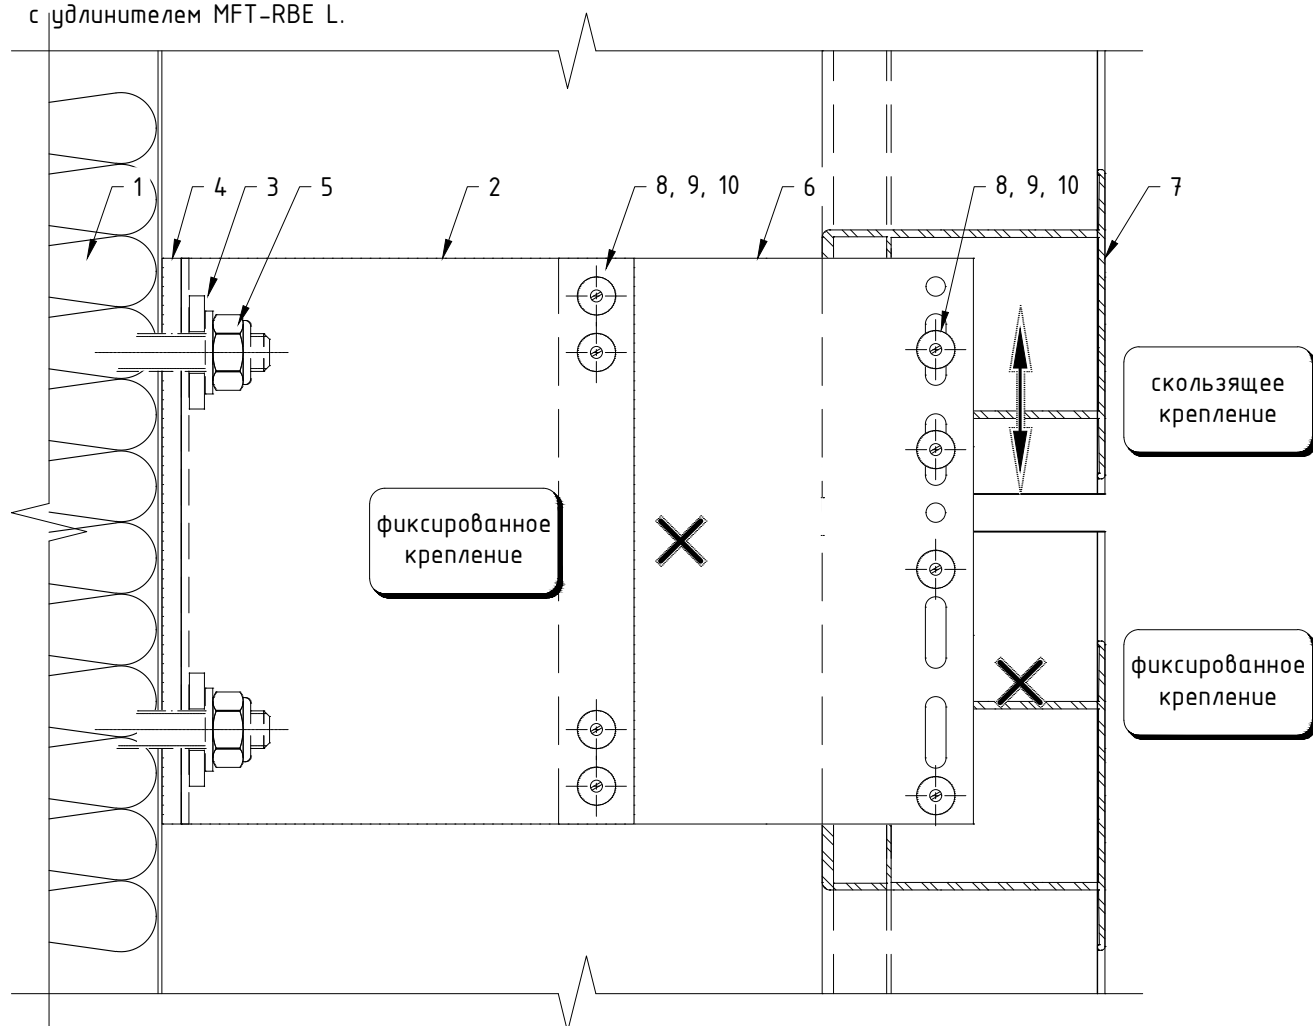 с удлинителем MFT-RBE L.
1
4
3
5
2
8, 9, 10
6
8, 9, 10
7
скользящее
крепление
фиксированное
крепление
фиксированное
крепление